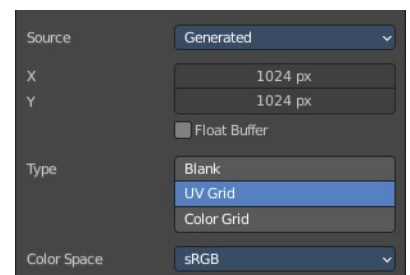 Source Generated
X 1024 px
Y 1024 px
Float Buffer
Type Blank
UV Grid
Color Grid
Color Space sRGB